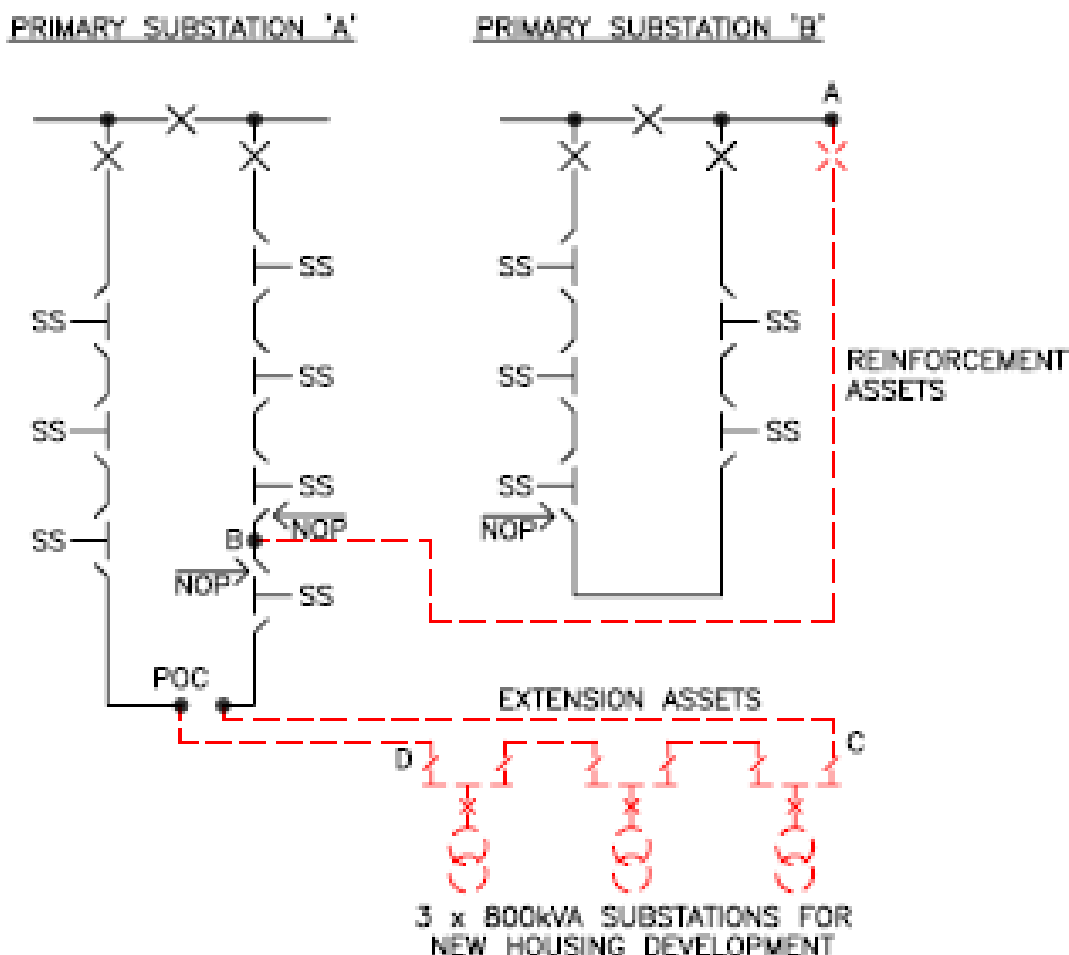 PRIMARY SUBSTATION 'A'
PRIMARY SUBSTATION 'B'
A
SS
SS
SS
SS
SS
SS
REINFORCEMENT
ASSETS
SS
SS
SS
SS
NOP
NOP
SS
B
NOP
SS
POC
EXTENSION ASSETS
D
C
3 x 800kVA SUBSTATIONS FOR
NEW HOUSING DEVELOPMENT